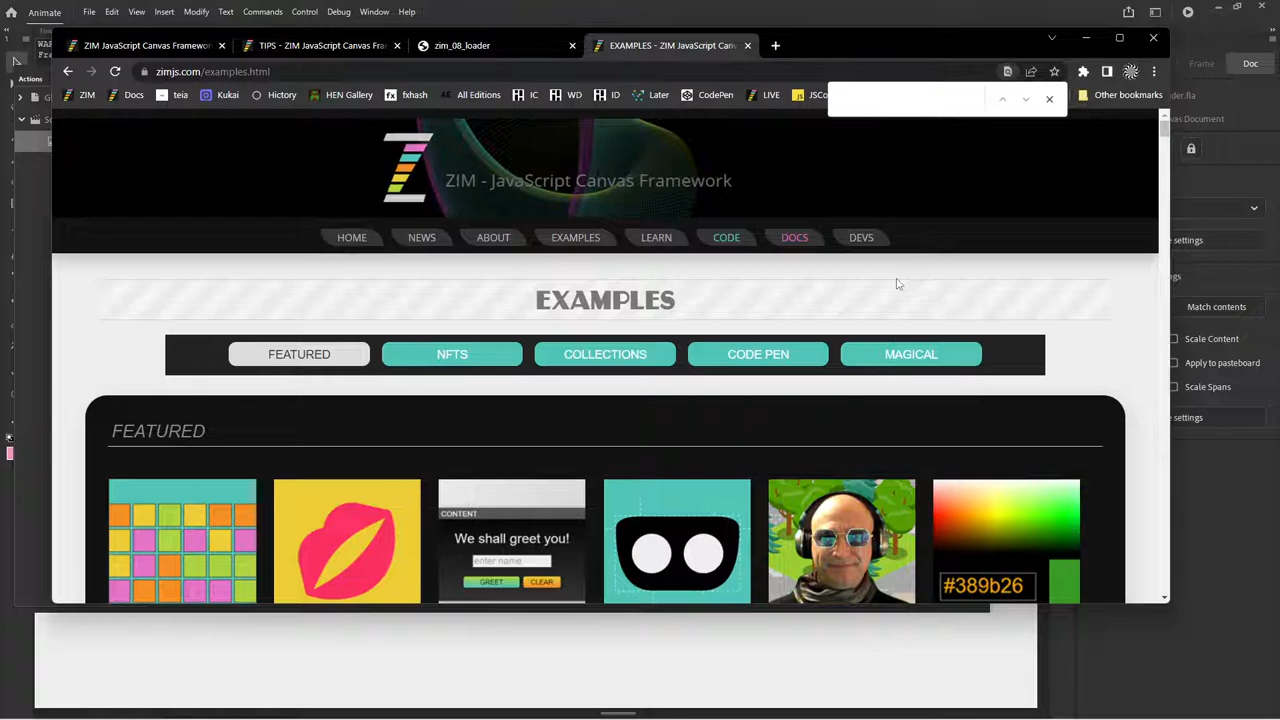 Animate File Edit View Insert Modify Text Commands Control Debug Window Help
ZIM JavaScript Canvas Framewor
TIPS - ZIM JavaScript Canvas Fra
zim_08_loader
EXAMPLES - ZIM JavaScript Can
Frame Doc
Actions
zimjs.com/examples.html
ZIM Docs teia Kukai Hictory HEN Gallery fxhash All Editions IC WD ID Later CodePen LIVE Other bookmarks
ZIM - JavaScript Canvas Framework
HOME NEWS ABOUT EXAMPLES LEARN CODE DOCS DEVS
EXAMPLES
FEATURED NFTS COLLECTIONS CODE PEN MAGICAL
FEATURED
CONTENT
We shall greet you!
enter name
GREET CLEAR
#389b26
settings
Match contents
Scale Content
Apply to pasteboard
Scale Spans
settings